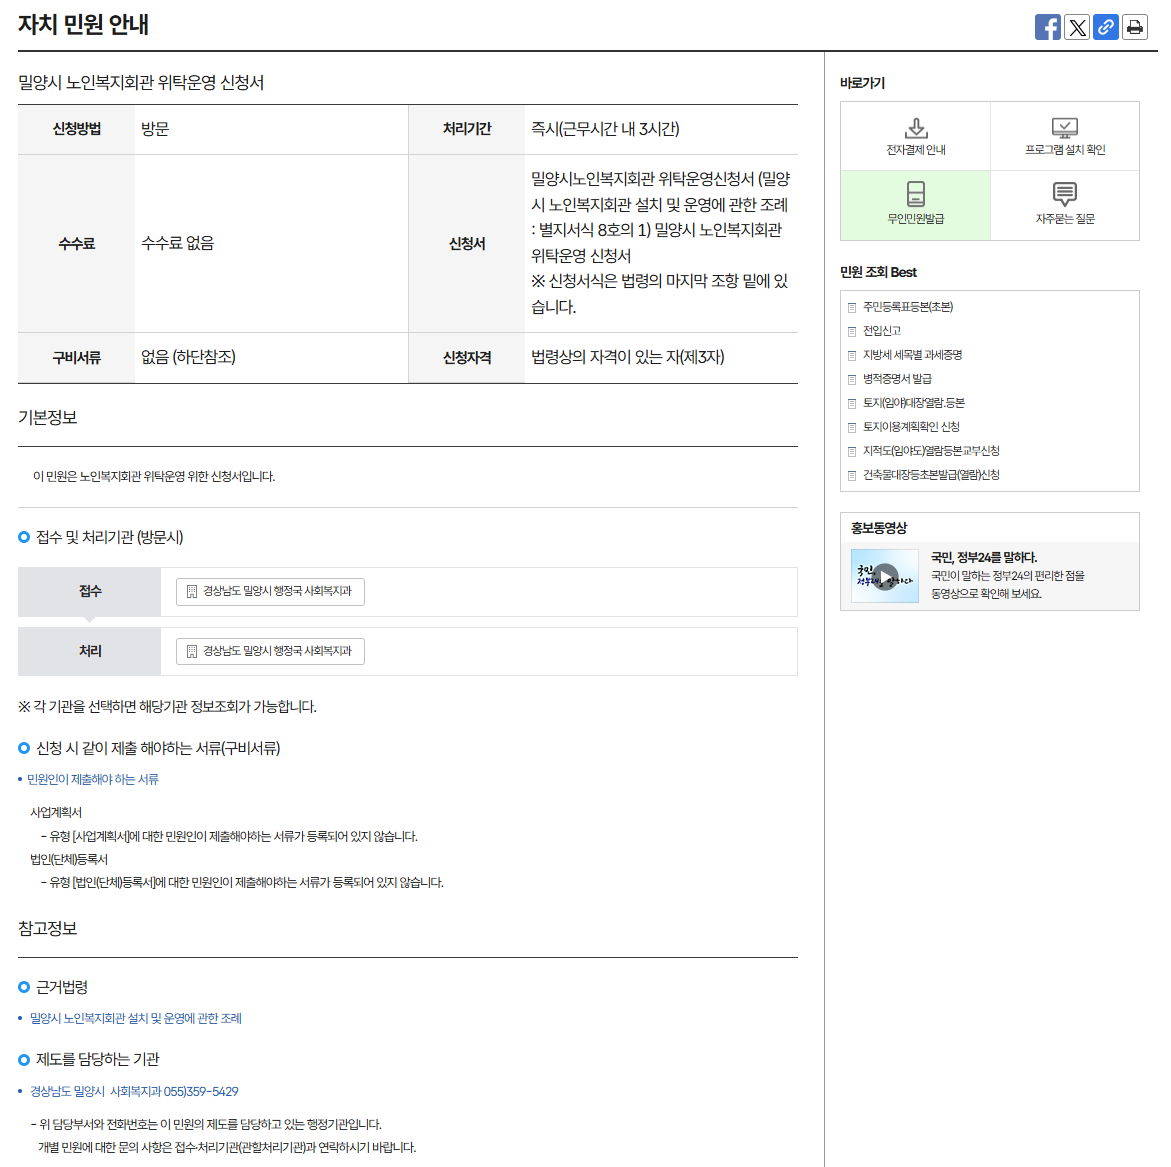 자치 민원 안내
밀양시 노인복지회관 위탁운영 신청서
신청방법
방문
처리기간
즉시(근무시간 내 3시간)
수수료
수수료 없음
신청서
밀양시노인복지회관 위탁운영신청서 (밀양
시 노인복지회관 설치 및 운영에 관한 조례
: 별지서식 8호의 1) 밀양시 노인복지회관
위탁운영 신청서
※ 신청서식은 법령의 마지막 조항 밑에 있
습니다.
구비서류
없음 (하단참조)
신청자격
법령상의 자격이 있는 자(제3자)
기본정보
이 민원은 노인복지회관 위탁운영 위한 신청서입니다.
접수 및 처리기관 (방문시)
접수
경상남도 밀양시 행정국 사회복지과
처리
경상남도 밀양시 행정국 사회복지과
※ 각 기관을 선택하면 해당기관 정보조회가 가능합니다.
신청 시 같이 제출 해야하는 서류(구비서류)
• 민원인이 제출해야 하는 서류
사업계획서
- 유형 [사업계획서]에 대한 민원인이 제출해야하는 서류가 등록되어 있지 않습니다.
법인(단체)등록서
- 유형 [법인(단체)등록서]에 대한 민원인이 제출해야하는 서류가 등록되어 있지 않습니다.
참고정보
근거법령
• 밀양시 노인복지회관 설치 및 운영에 관한 조례
제도를 담당하는 기관
• 경상남도 밀양시 사회복지과 055)359-5429
- 위 담당부서와 전화번호는 이 민원의 제도를 담당하고 있는 행정기관입니다.
개별 민원에 대한 문의 사항은 접수·처리기관(관할처리기관)과 연락하시기 바랍니다.
바로가기
전자결제 안내
프로그램 설치 확인
무인민원발급
자주묻는 질문
민원 조회 Best
주민등록표등본(초본)
전입신고
지방세 세목별 과세증명
병적증명서 발급
토지(임야)대장열람.등본
토지이용계획확인 신청
지적도(임야도)열람등본교부신청
건축물대장등초본발급(열람)신청
홍보동영상
국민,
정부24를 말하다
국민, 정부24를 말하다.
국민이 말하는 정부24의 편리한 점을
동영상으로 확인해 보세요.